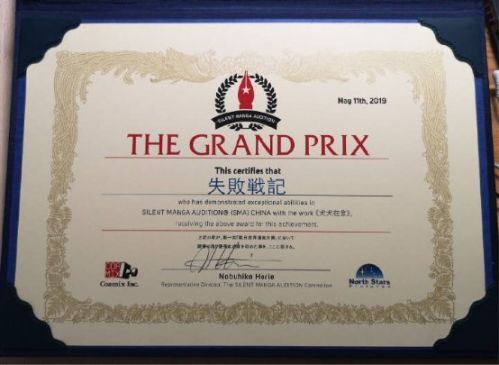 SILENT MANGA AUDITION
May 11th, 2019
THE GRAND PRIX
This certifies that
失敗戦記
who has demonstrated exceptional abilities in
SILENT MANGA AUDITION® (SMA) CHINA with the work
receiving the above award for this achievement.
Nobuhiko Horie
Representative Director, The SILENT MANGA AUDITION Committee
Coamix Inc.
North Stars
Pictures